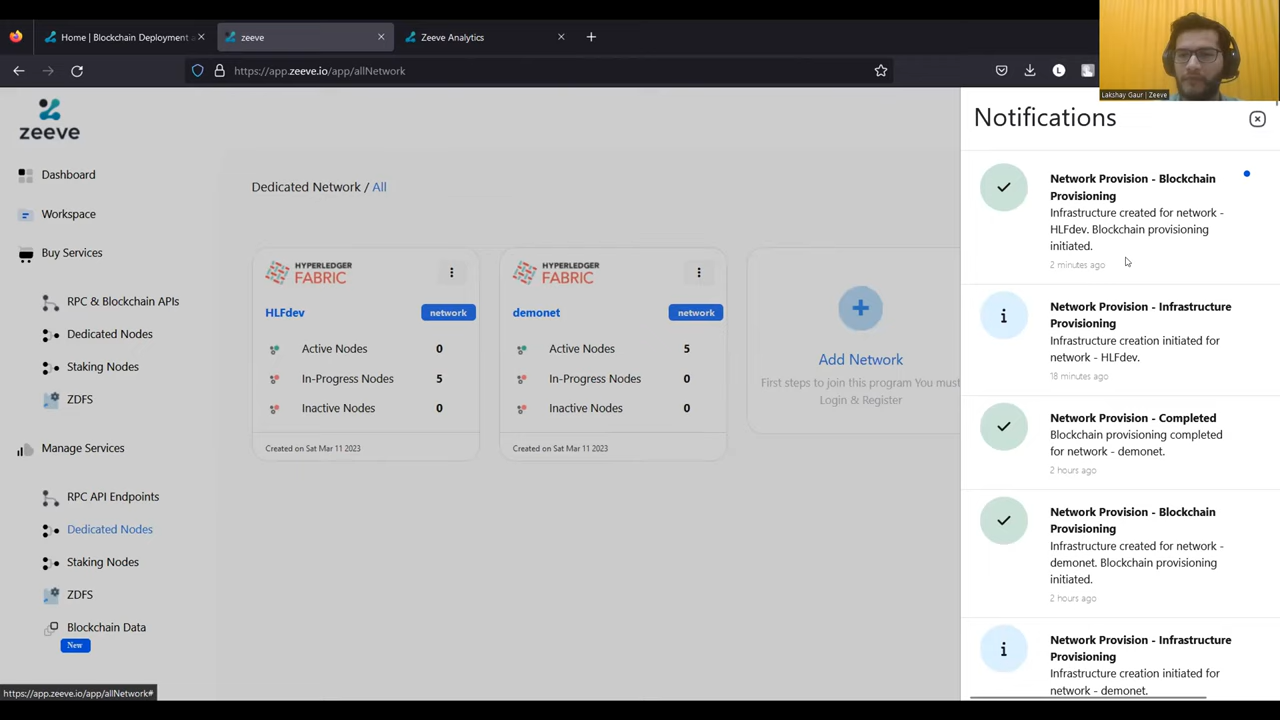 Home | Blockchain Deployment
zeeve
Zeeve Analytics
https://app.zeeve.io/app/allNetwork
L
Lakshay Gaur | Zeeve
zeeve
Dashboard
Workspace
Buy Services
RPC & Blockchain APIs
Dedicated Nodes
Staking Nodes
ZDFS
Manage Services
RPC API Endpoints
Dedicated Nodes
Staking Nodes
ZDFS
Blockchain Data
New
https://app.zeeve.io/app/allNetwork#
Dedicated Network / All
HYPERLEDGER
FABRIC
HLFdev
network
Active Nodes 0
In-Progress Nodes 5
Inactive Nodes 0
Created on Sat Mar 11 2023
HYPERLEDGER
FABRIC
demonet
network
Active Nodes 5
In-Progress Nodes 0
Inactive Nodes 0
Created on Sat Mar 11 2023
Add Network
First steps to join this program You must
Login & Register
Notifications
Network Provision - Blockchain
Provisioning
Infrastructure created for network -
HLFdev. Blockchain provisioning
initiated.
2 minutes ago
Network Provision - Infrastructure
Provisioning
Infrastructure creation initiated for
network - HLFdev.
18 minutes ago
Network Provision - Completed
Blockchain provisioning completed
for network - demonet.
2 hours ago
Network Provision - Blockchain
Provisioning
Infrastructure created for network -
demonet. Blockchain provisioning
initiated.
2 hours ago
Network Provision - Infrastructure
Provisioning
Infrastructure creation initiated for
network - demonet.